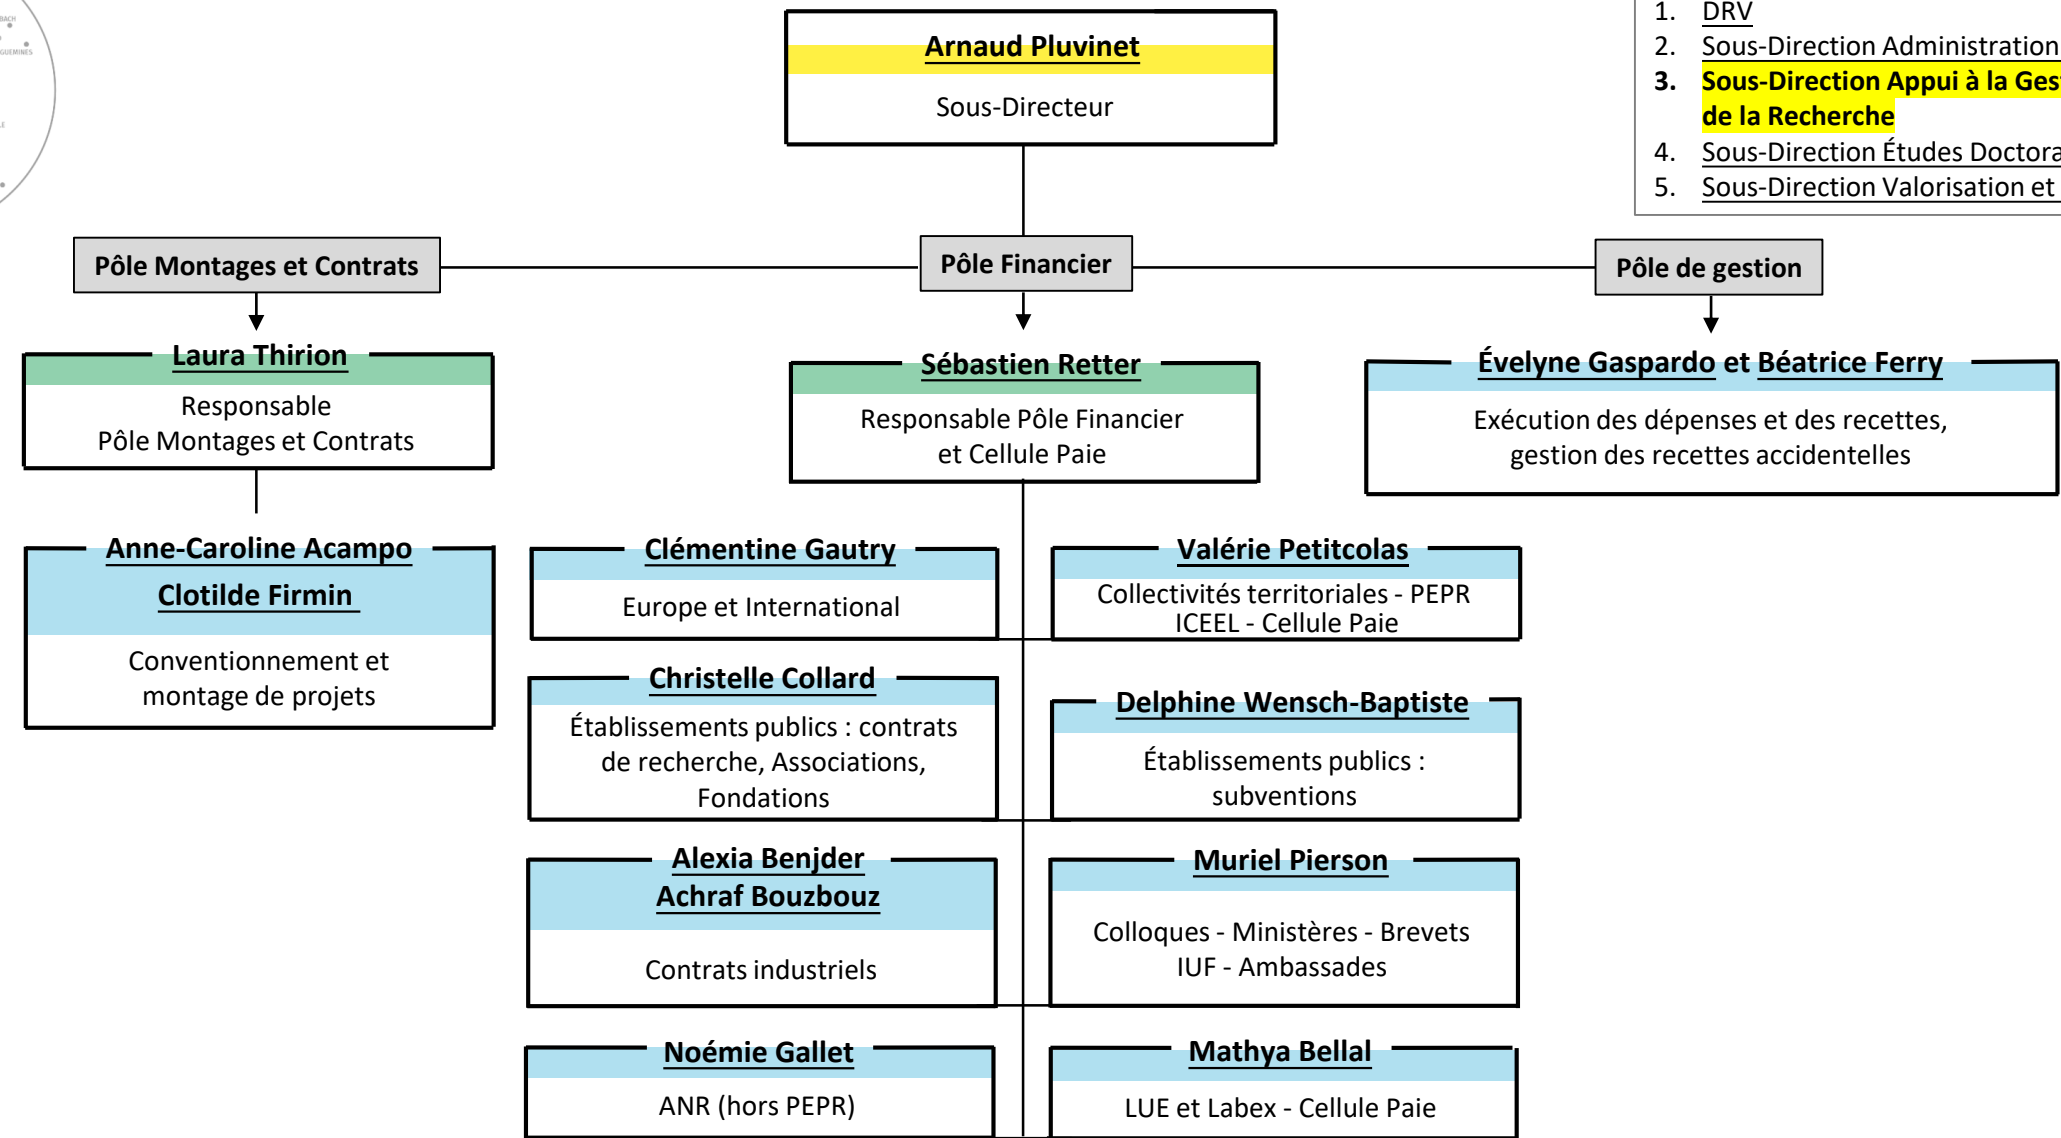 Arnaud Pluvinet
Sous-Directeur
1. DRV
2. Sous-Direction Administration
3. Sous-Direction Appui à la
de la Recherche
4. Sous-Direction Études
5. Sous-Direction Valorisation et
Pôle Montages et Contrats
Pôle Financier
Pôle de gestion
Laura Thirion
Responsable
Pôle Montages et Contrats
Sébastien Retter
Responsable Pôle Financier
et Cellule Paie
Évelyne Gaspardo et Béatrice Ferry
Exécution des dépenses et des recettes,
gestion des recettes accidentelles
Anne-Caroline Acampo
Clotilde Firmin
Conventionnement et
montage de projets
Clémentine Gautry
Europe et International
Valérie Petitcolas
Collectivités territoriales - PEPR
ICEEL - Cellule Paie
Christelle Collard
Établissements publics : contrats
de recherche, Associations,
Fondations
Delphine Wensch-Baptiste
Établissements publics :
subventions
Alexia Benjder
Achraf Bouzbouz
Contrats industriels
Muriel Pierson
Colloques - Ministères - Brevets
IUF - Ambassades
Noémie Gallet
ANR (hors PEPR)
Mathya Bellal
LUE et Labex - Cellule Paie